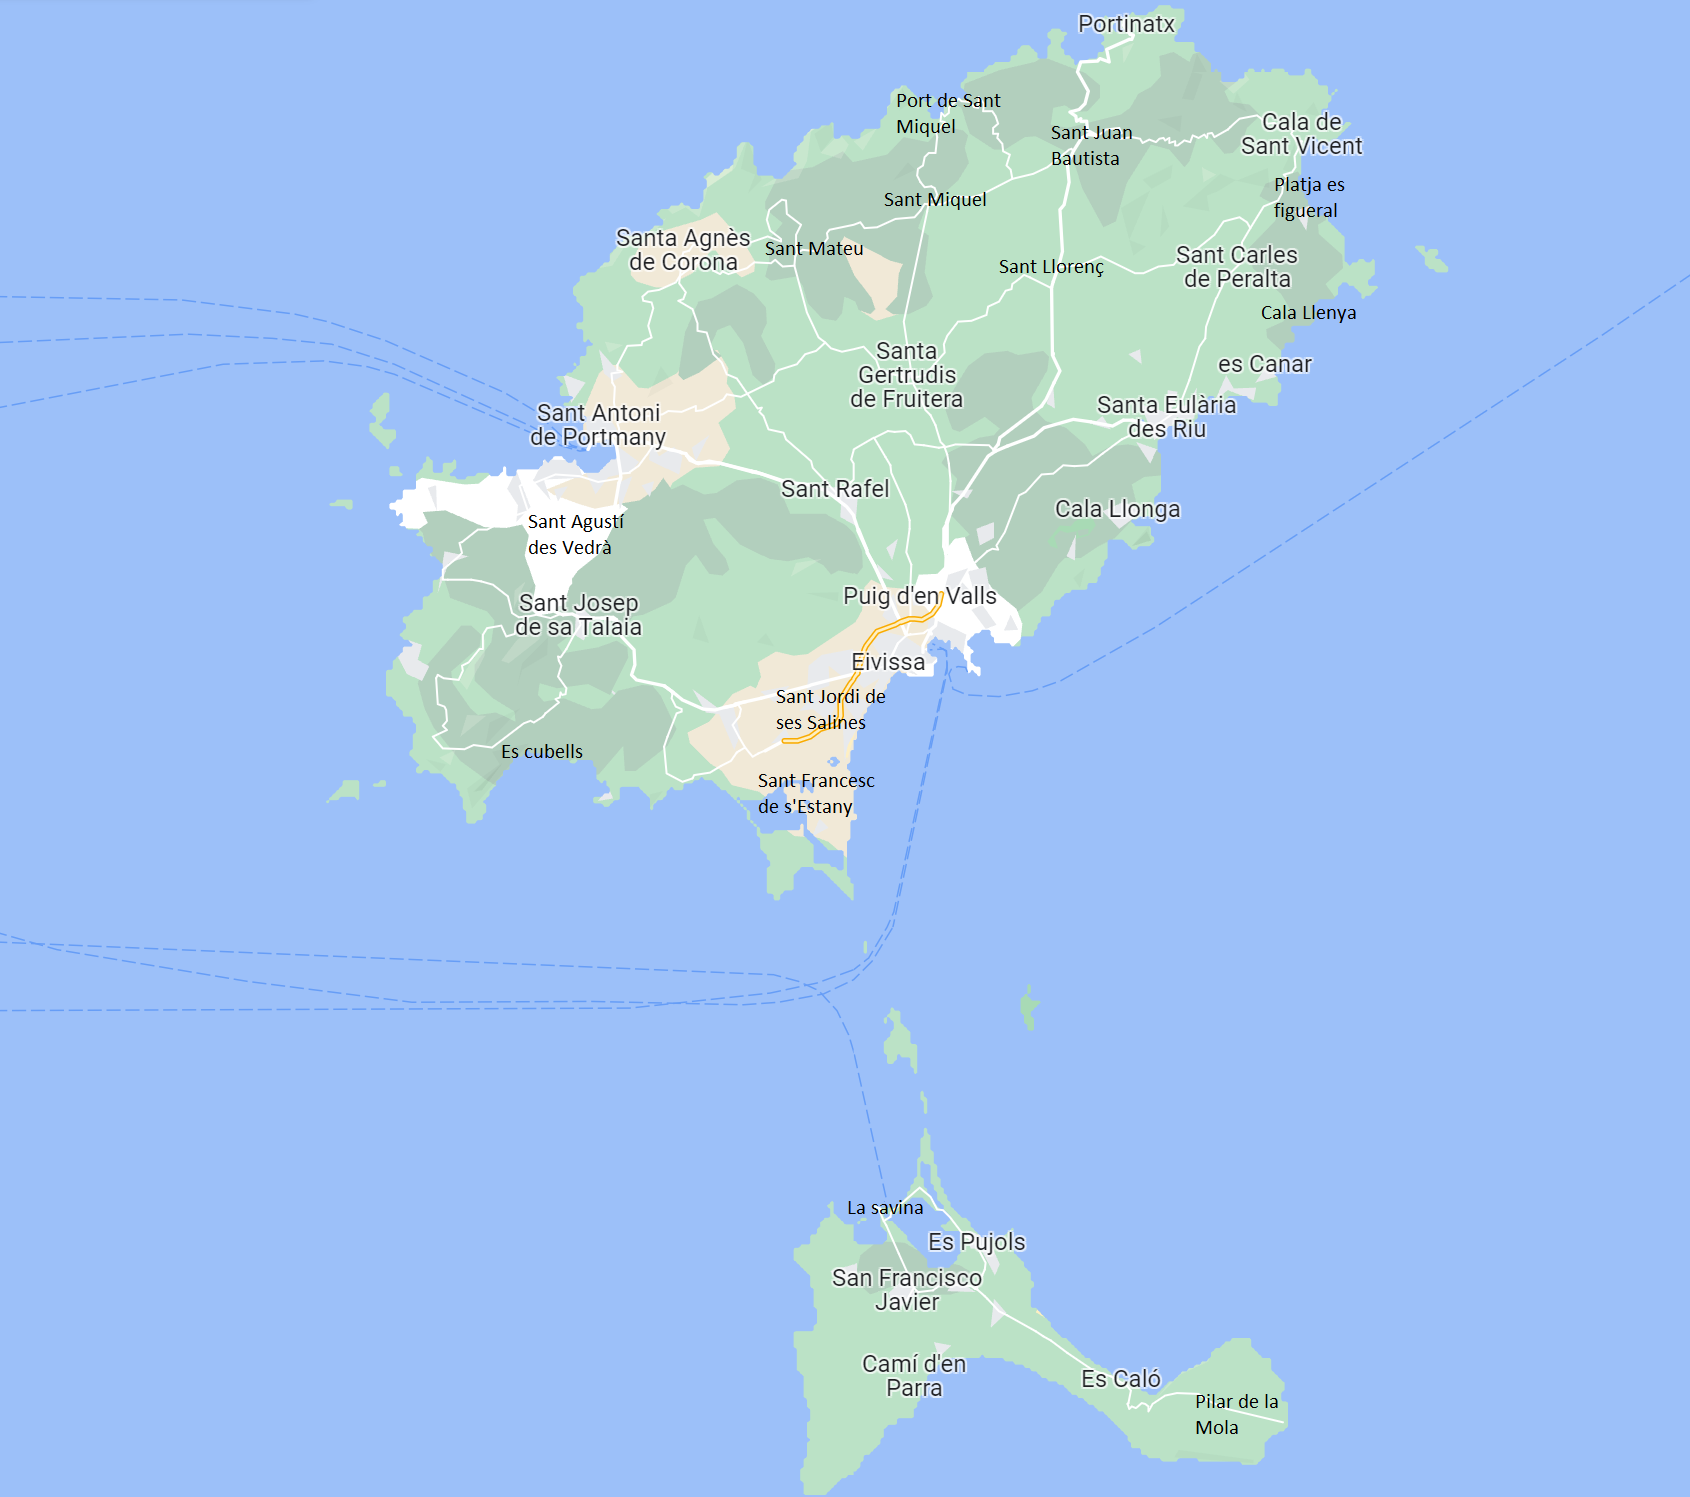 Portinatx
Port de Sant
Miquel
Sant Juan
Bautista
Cala de
Sant Vicent
Platja es
figueral
Sant Miquel
Santa Agnès
de Corona
Sant Mateu
Sant Llorenç
Sant Carles
de Peralta
Cala Llenya
Santa
Gertrudis
de Fruitera
es Canar
Sant Antoni
de Portmany
Santa Eulària
des Riu
Sant Rafel
Cala Llonga
Sant Agustí
des Vedrà
Sant Josep
de sa Talaia
Puig d'en Valls
Eivissa
Sant Jordi de
ses Salines
Es cubells
Sant Francesc
de s'Estany
La savina
Es Pujols
San Francisco
Javier
Camí d'en
Parra
Es Caló
Pilar de la
Mola